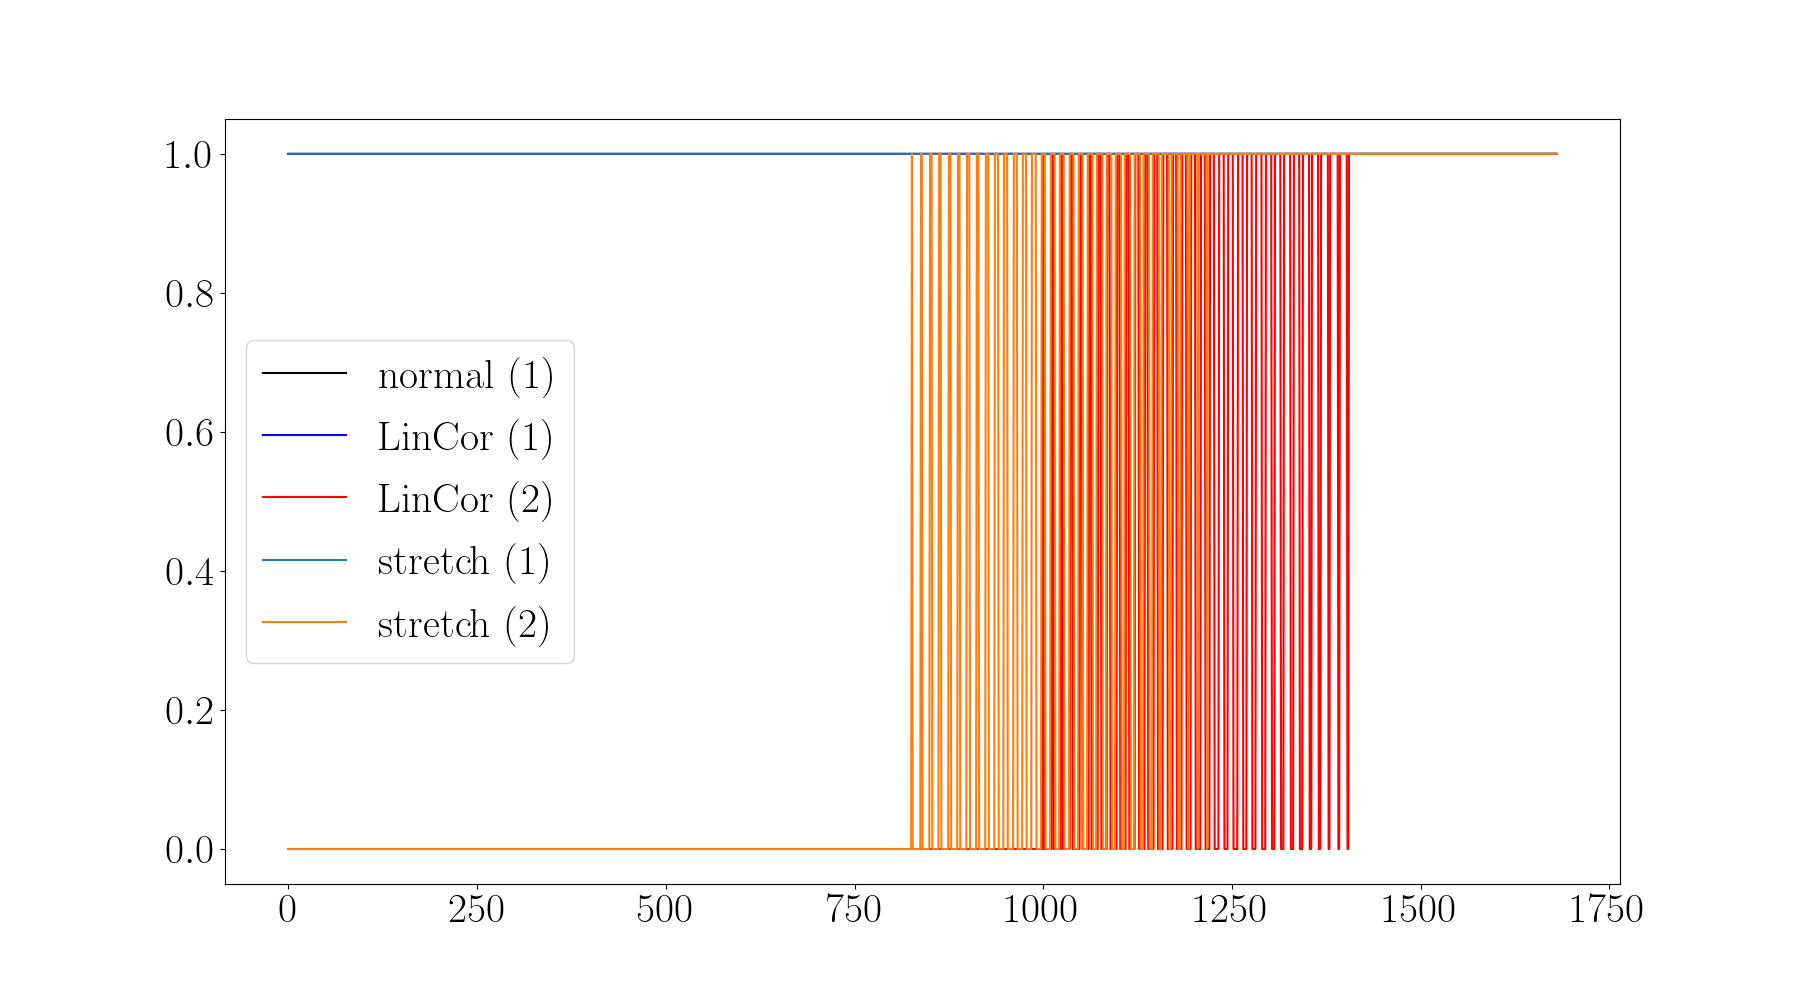 1.0
0.8
0.6
0.4
0.2
0.0
normal (1)
LinCor (1)
LinCor (2)
stretch (1)
stretch (2)
0 250 500 750 1000 1250 1500 1750